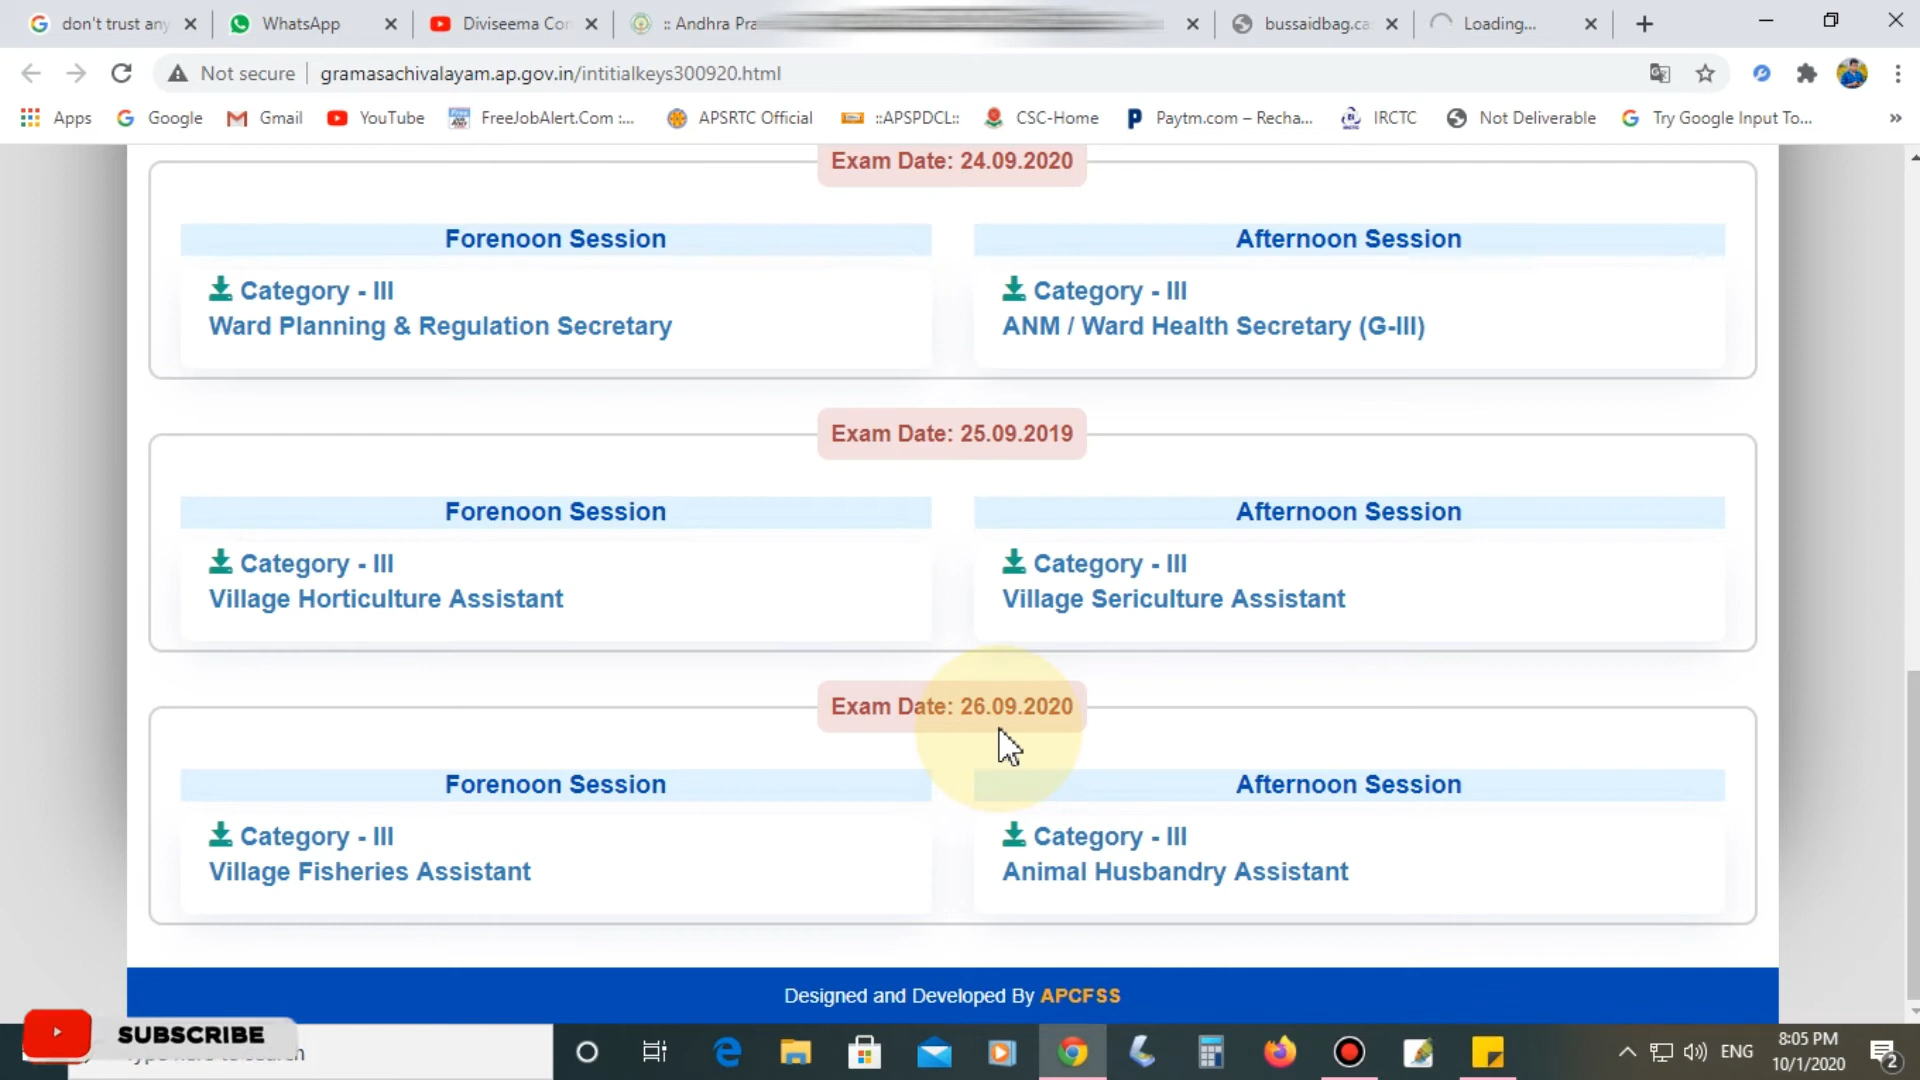 don't trust any
WhatsApp
Diviseema Co
:: Andhra Pra
bussaidbag.ca
Loading...
Not secure
gramasachivalayam.ap.gov.in/intitialkeys300920.html
Apps
Google
Gmail
YouTube
FreeJobAlert.Com :...
APSRTC Official
::APSPDCL::
CSC-Home
Paytm.com – Recha...
IRCTC
Not Deliverable
Try Google Input To...
»
Exam Date: 24.09.2020
Forenoon Session
Afternoon Session
Category - III
Ward Planning & Regulation Secretary
Category - III
ANM / Ward Health Secretary (G-III)
Exam Date: 25.09.2019
Forenoon Session
Afternoon Session
Category - III
Village Horticulture Assistant
Category - III
Village Sericulture Assistant
Exam Date: 26.09.2020
Forenoon Session
Afternoon Session
Category - III
Village Fisheries Assistant
Category - III
Animal Husbandry Assistant
Designed and Developed By APCFSS
SUBSCRIBE
search
ENG
8:05 PM
10/1/2020
2